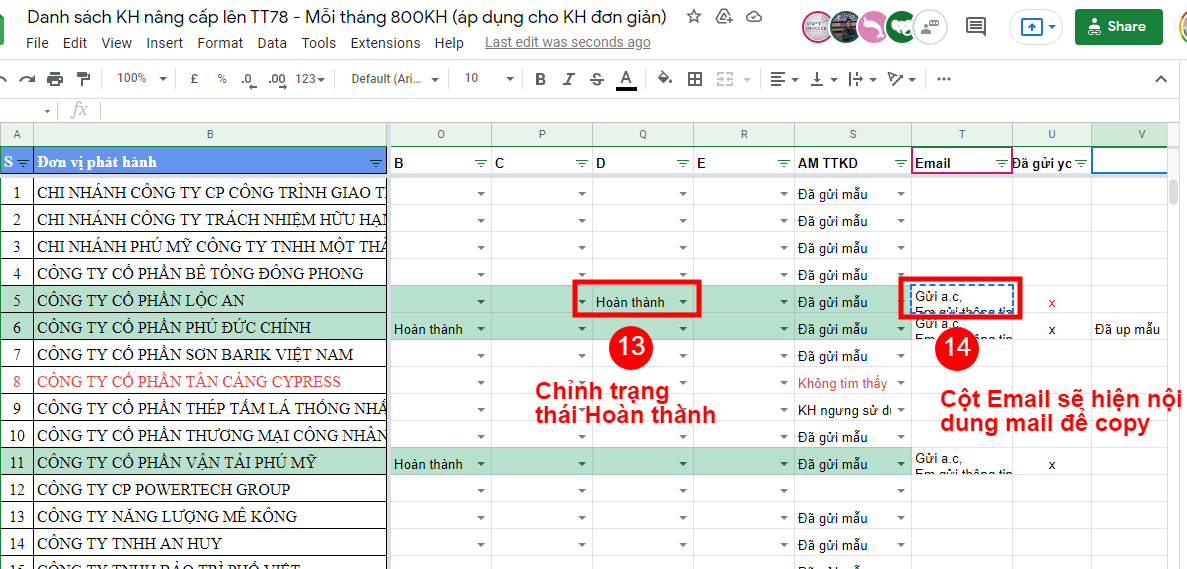 Danh sách KH nâng cấp lên TT78 - Mỗi tháng 800KH (áp dụng cho KH đơn giản)
File Edit View Insert Format Data Tools Extensions Help Last edit was seconds ago
Share
100% £ % .0 .00 123 Default (Ari... 10 B I S A
fx
A B O P Q R S T U V
S Đơn vị phát hành B C D E AM TTKD Email Đã gửi yc
1 CHI NHÁNH CÔNG TY CP CÔNG TRÌNH GIAO T Đã gửi mẫu
2 CHI NHÁNH CÔNG TY TRÁCH NHIỆM HỮU HẠN Đã gửi mẫu
3 CHI NHÁNH PHÚ MỸ CÔNG TY TNHH MỘT THÀ Đã gửi mẫu
4 CÔNG TY CỔ PHẦN BÊ TÔNG ĐÔNG PHONG Đã gửi mẫu
5 CÔNG TY CỔ PHẦN LỘC AN Hoàn thành Đã gửi mẫu Gửi a.c, x
Em gửi thông tin
6 CÔNG TY CỔ PHẦN PHÚ ĐỨC CHÍNH Hoàn thành Đã gửi mẫu Gửi a.c, x Đã up mẫu
7 CÔNG TY CỔ PHẦN SƠN BARIK VIỆT NAM Đã gửi mẫu
8 CÔNG TY CỔ PHẦN TÂN CẢNG CYPRESS Không tìm thấy
9 CÔNG TY CỔ PHẦN THÉP TẤM LÁ THỐNG NHẤ KH ngưng sử dụ
10 CÔNG TY CỔ PHẦN THƯƠNG MẠI CÔNG NHÂN Đã gửi mẫu
11 CÔNG TY CỔ PHẦN VẬN TẢI PHÚ MỸ Hoàn thành Đã gửi mẫu Gửi a.c, x
Em gửi thông tin
12 CÔNG TY CP POWERTECH GROUP
13 CÔNG TY NĂNG LƯỢNG MÊ KÔNG Đã gửi mẫu
14 CÔNG TY TNHH AN HUY Đã gửi mẫu
13
Chỉnh trạng
thái Hoàn thành
14
Cột Email sẽ hiện nội
dung mail để copy